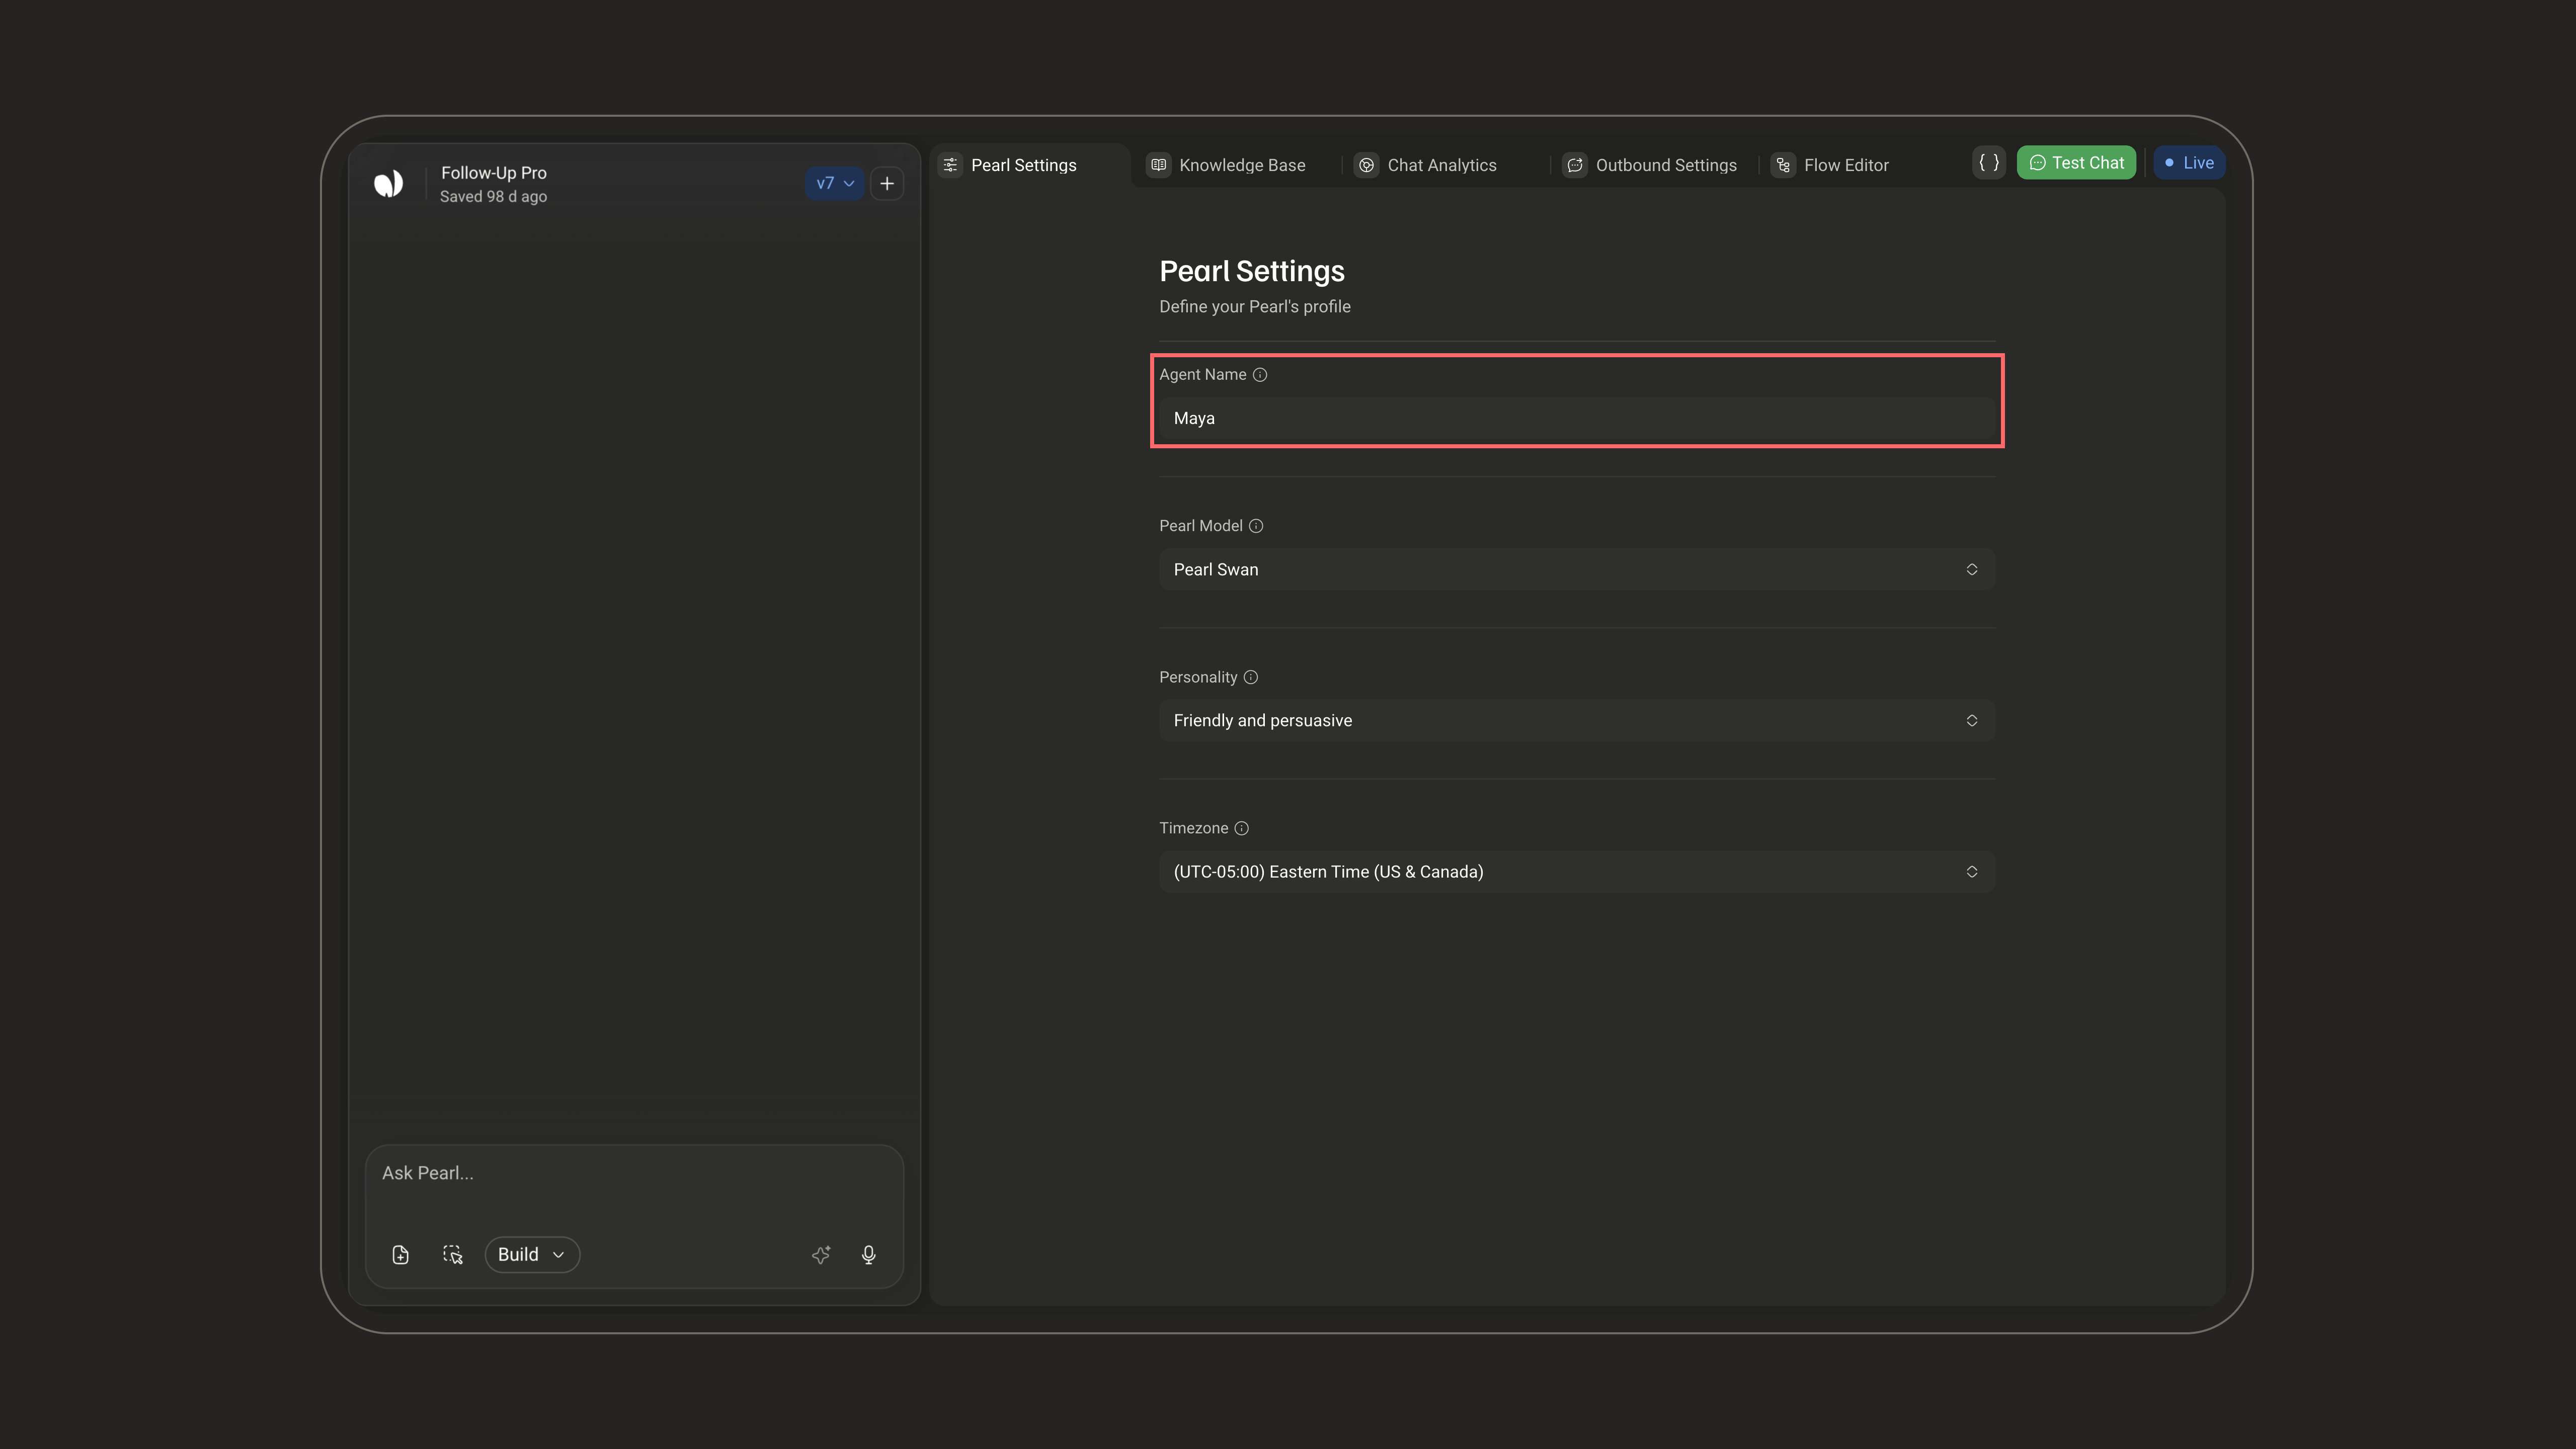 Follow-Up Pro
Saved 98 d ago
v7
Pearl Settings
Knowledge Base
Chat Analytics
Outbound Settings
Flow Editor
{ }
Test Chat
Live
Pearl Settings
Define your Pearl's profile
Agent Name
Maya
Pearl Model
Pearl Swan
Personality
Friendly and persuasive
Timezone
(UTC-05:00) Eastern Time (US & Canada)
Ask Pearl...
Build